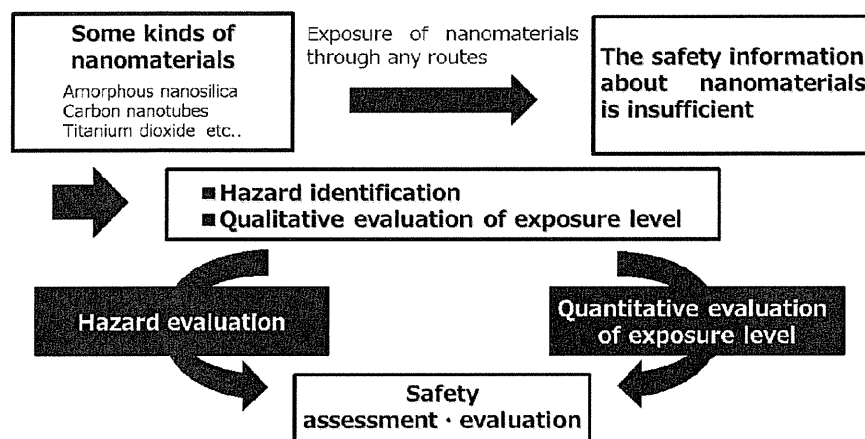 Some kinds of
nanomaterials
Amorphous nanosilica
Carbon nanotubes
Titanium dioxide etc..
Exposure of nanomaterials
through any routes
The safety information
about nanomaterials
is insufficient
■Hazard identification
■Qualitative evaluation of exposure level
Hazard evaluation
Quantitative evaluation
of exposure level
Safety
assessment・evaluation